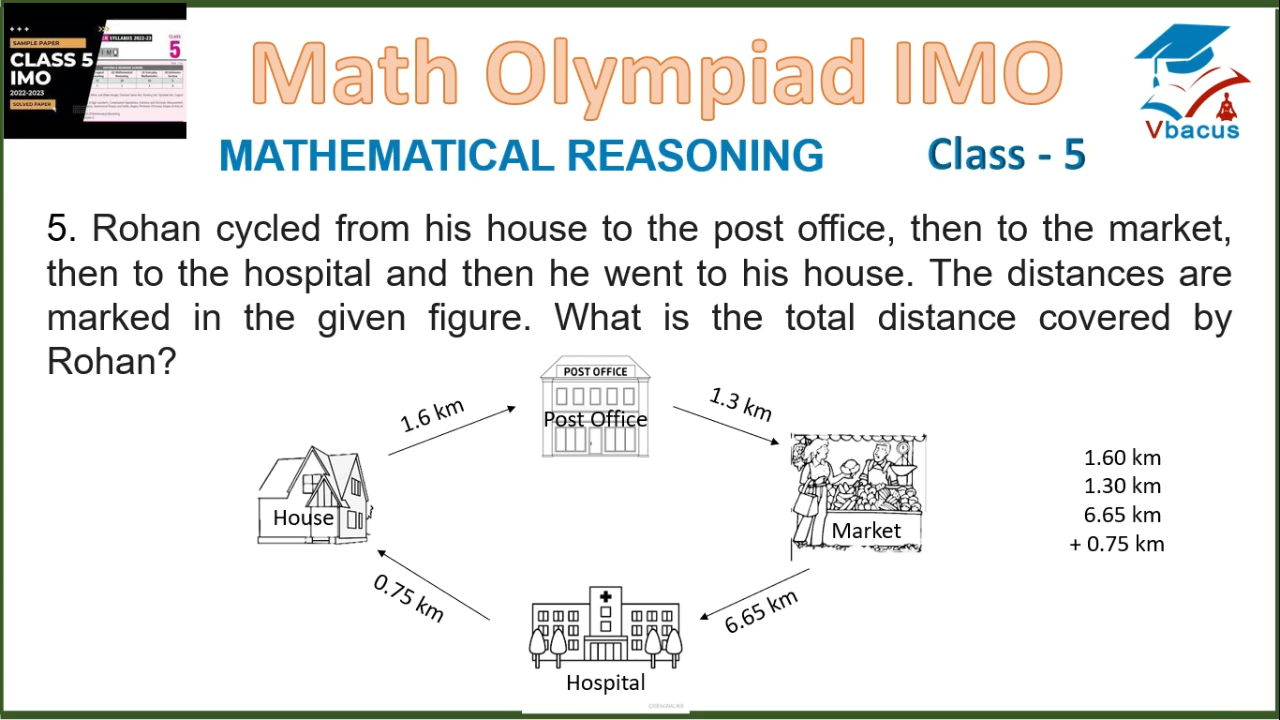 SAMPLE PAPER
CLASS 5
IMO
2022-2023
SOLVED PAPER
SYLLABUS 2022-23
CLASS
5
Math Olympiad IMO
Vbacus
MATHEMATICAL REASONING Class - 5
5. Rohan cycled from his house to the post office, then to the market,
then to the hospital and then he went to his house. The distances are
marked in the given figure. What is the total distance covered by
Rohan?
POST OFFICE
Post Office
1.6 km
1.3 km
House
Market
1.60 km
1.30 km
6.65 km
+ 0.75 km
0.75 km
6.65 km
Hospital